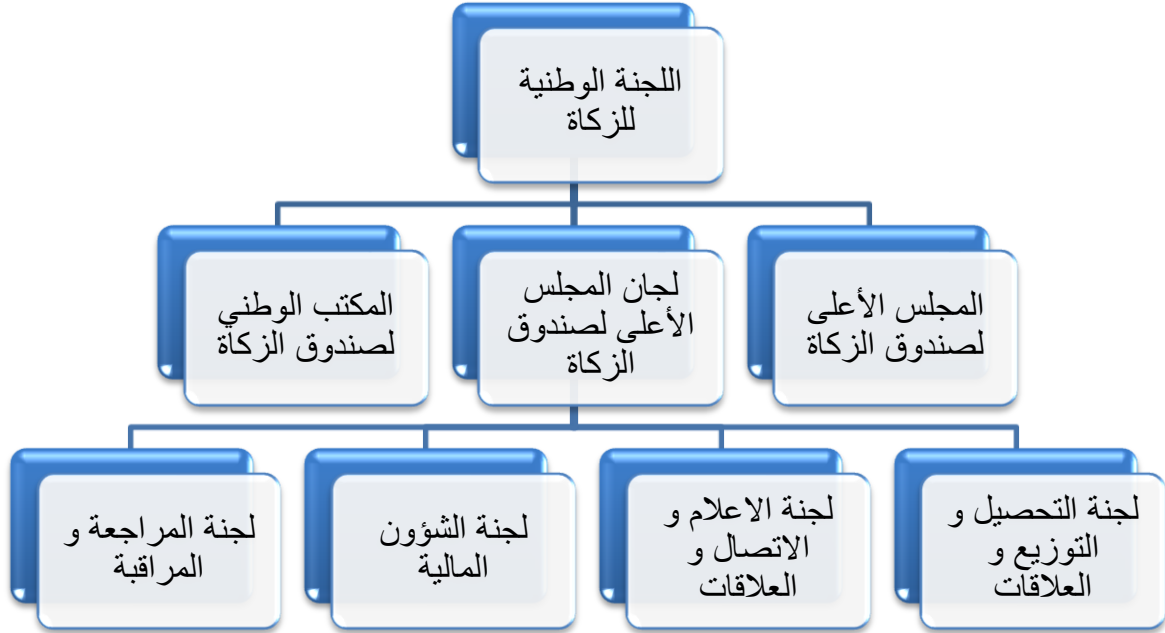 اللجنة الوطنية
للزكاة
المجلس الأعلى
لصندوق الزكاة
لجان المجلس
الأعلى لصندوق
الزكاة
المكتب الوطني
لصندوق الزكاة
لجنة التحصيل و
التوزيع و
العلاقات
لجنة الاعلام و
الاتصال و
العلاقات
لجنة الشؤون
المالية
لجنة المراجعة و
المراقبة